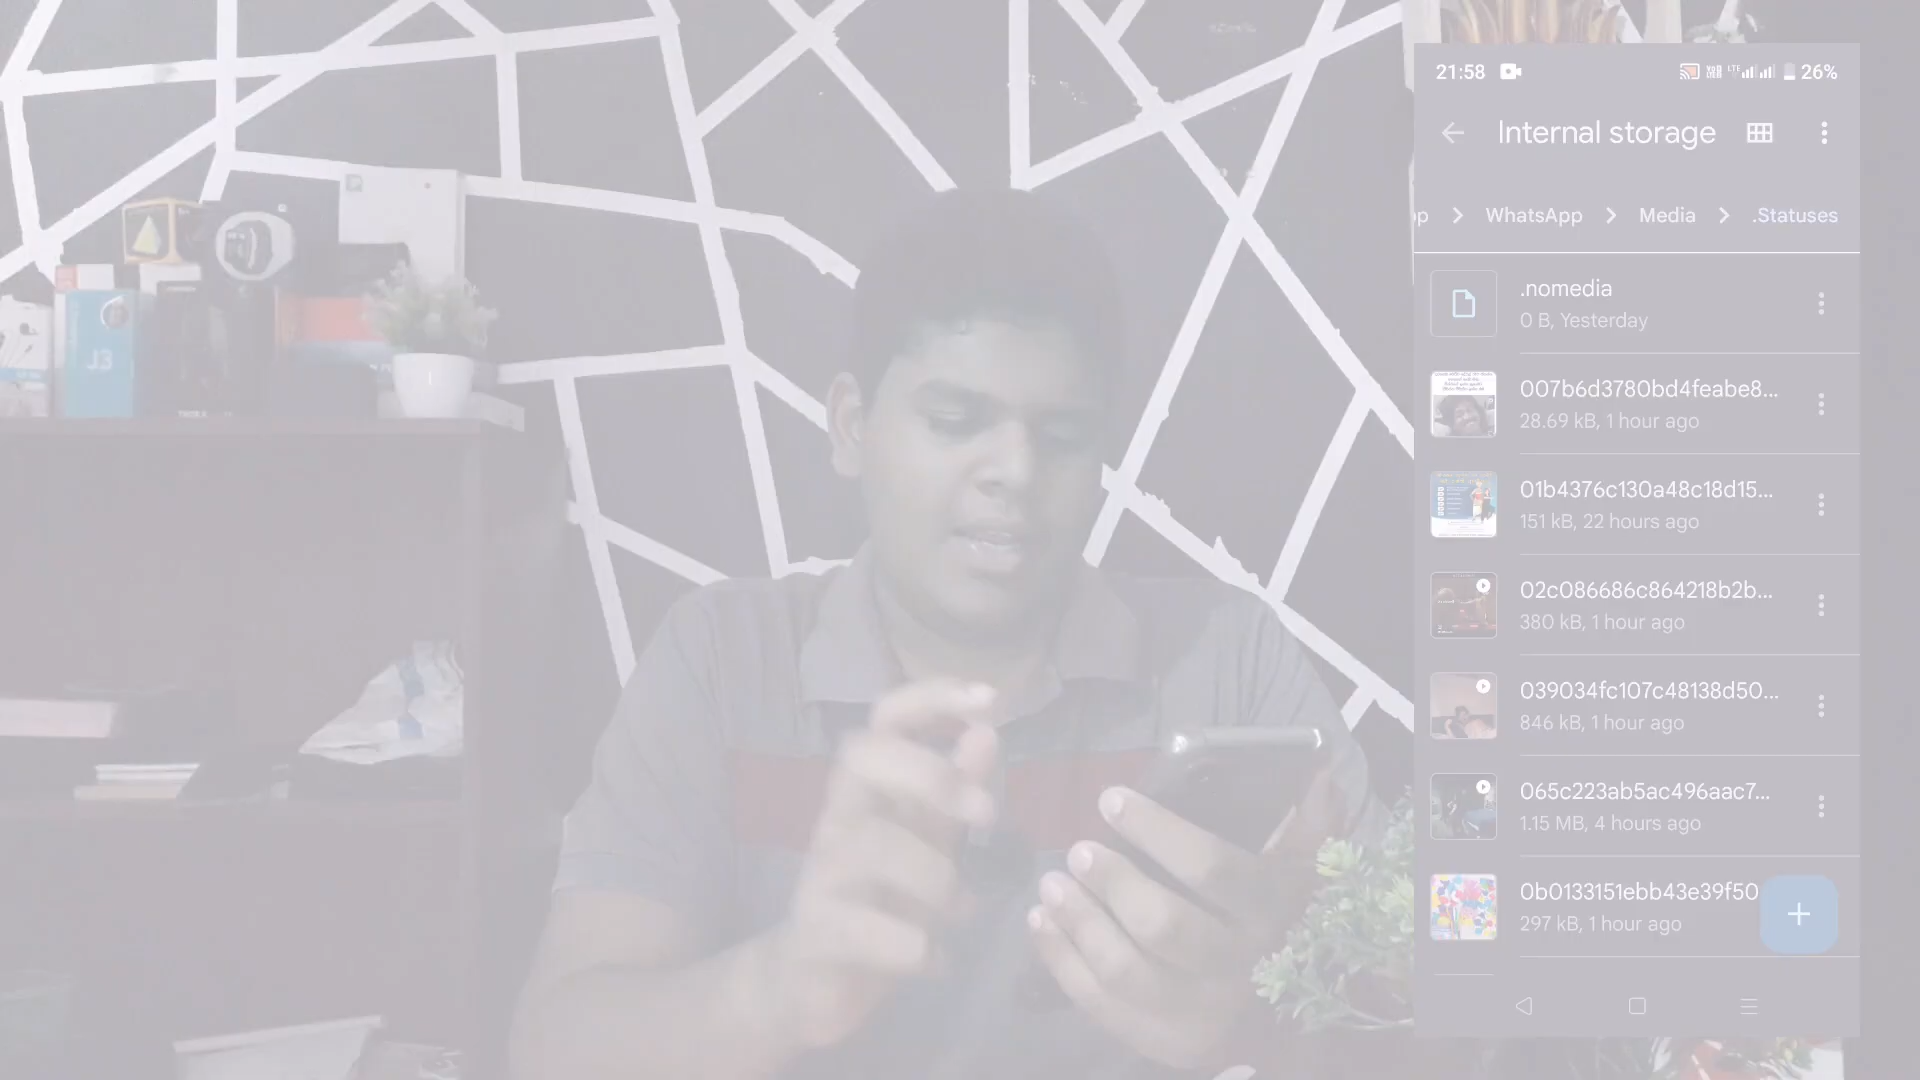 21:58
LTE
26%
Internal storage
WhatsApp > Media > .Statuses
.nomedia
0 B, Yesterday
007b6d3780bd4feabe8...
28.69 kB, 1 hour ago
01b4376c130a48c18d15...
151 kB, 22 hours ago
02c086686c864218b2b...
380 kB, 1 hour ago
039034fc107c48138d50...
846 kB, 1 hour ago
065c223ab5ac496aac7...
1.15 MB, 4 hours ago
0b0133151ebb43e39f50
297 kB, 1 hour ago
J3